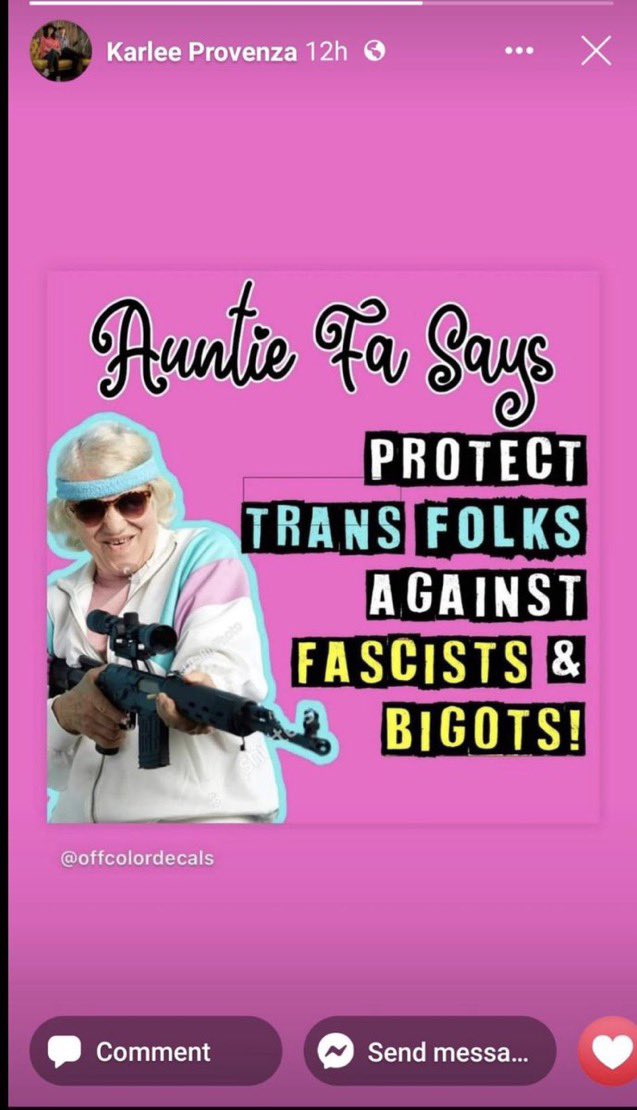 Karlee Provenza 12h
Auntie Fa Says
PROTECT
TRANS FOLKS
AGAINST
FASCISTS &
BIGOTS!
@offcolordecals
Comment
Send messa...